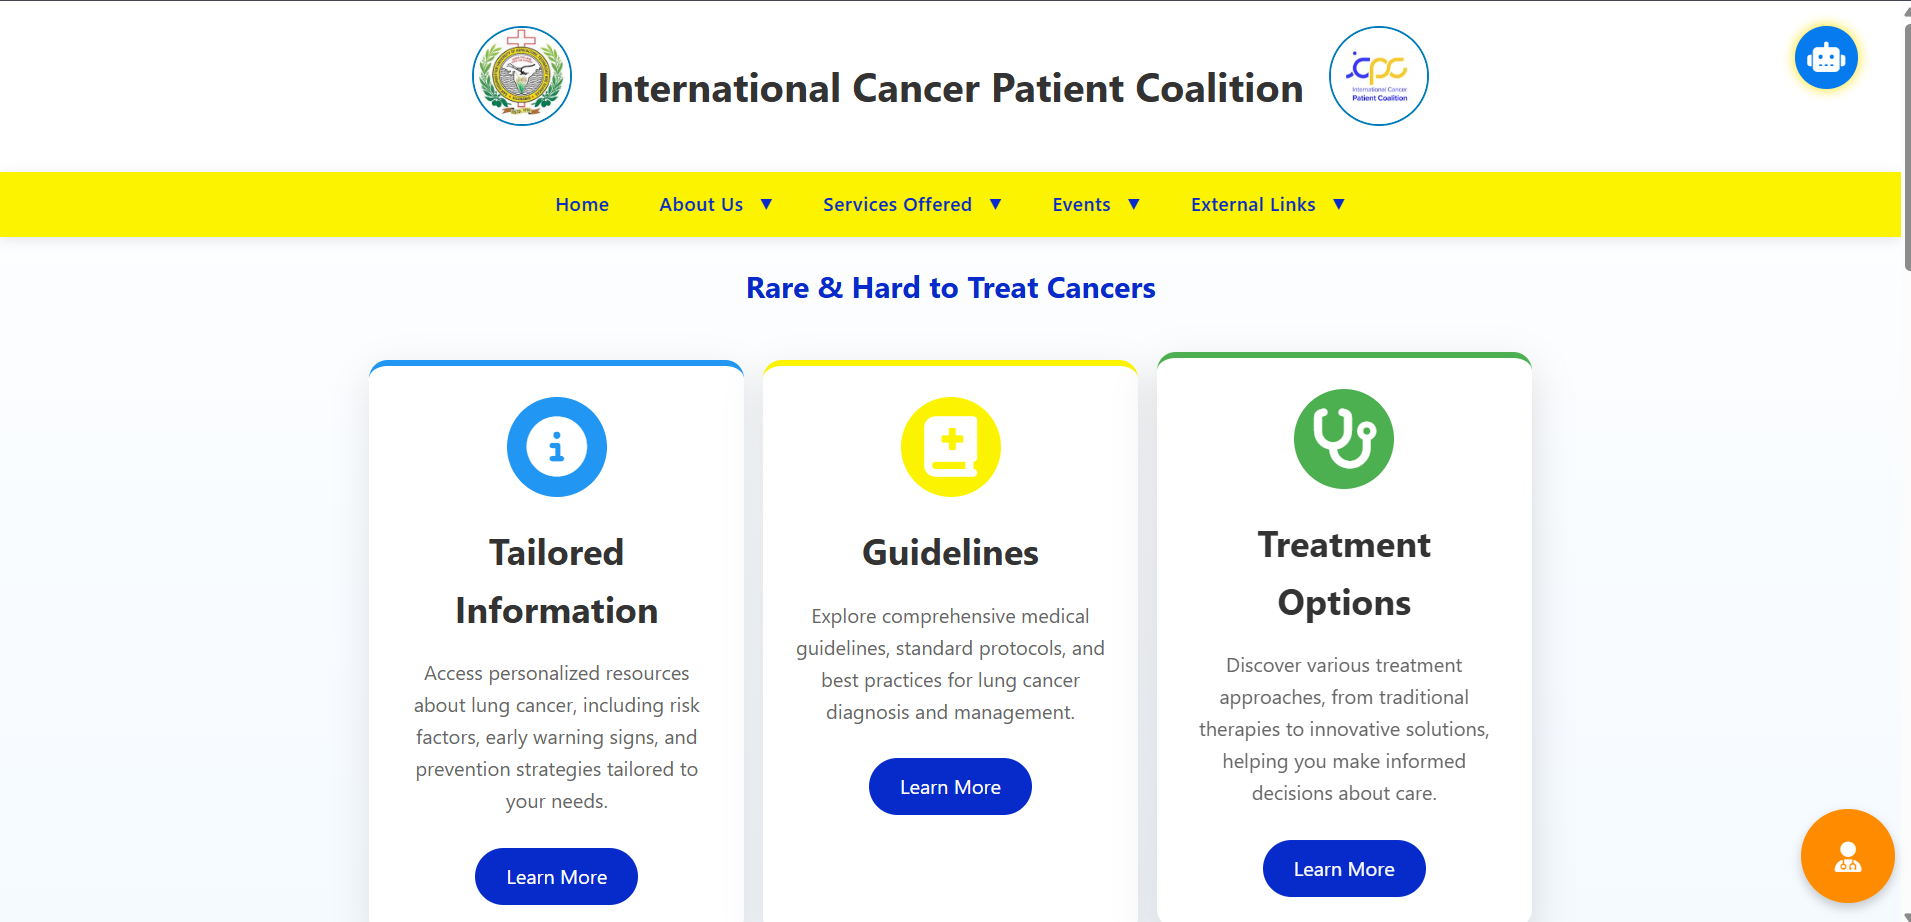 International Cancer Patient Coalition
cpc
International Cancer
Patient Coalition
Home
About Us ▼
Services Offered ▼
Events ▼
External Links ▼
Rare & Hard to Treat Cancers
Tailored
Information
Access personalized resources
about lung cancer, including risk
factors, early warning signs, and
prevention strategies tailored to
your needs.
Learn More
Guidelines
Explore comprehensive medical
guidelines, standard protocols, and
best practices for lung cancer
diagnosis and management.
Learn More
Treatment
Options
Discover various treatment
approaches, from traditional
therapies to innovative solutions,
helping you make informed
decisions about care.
Learn More